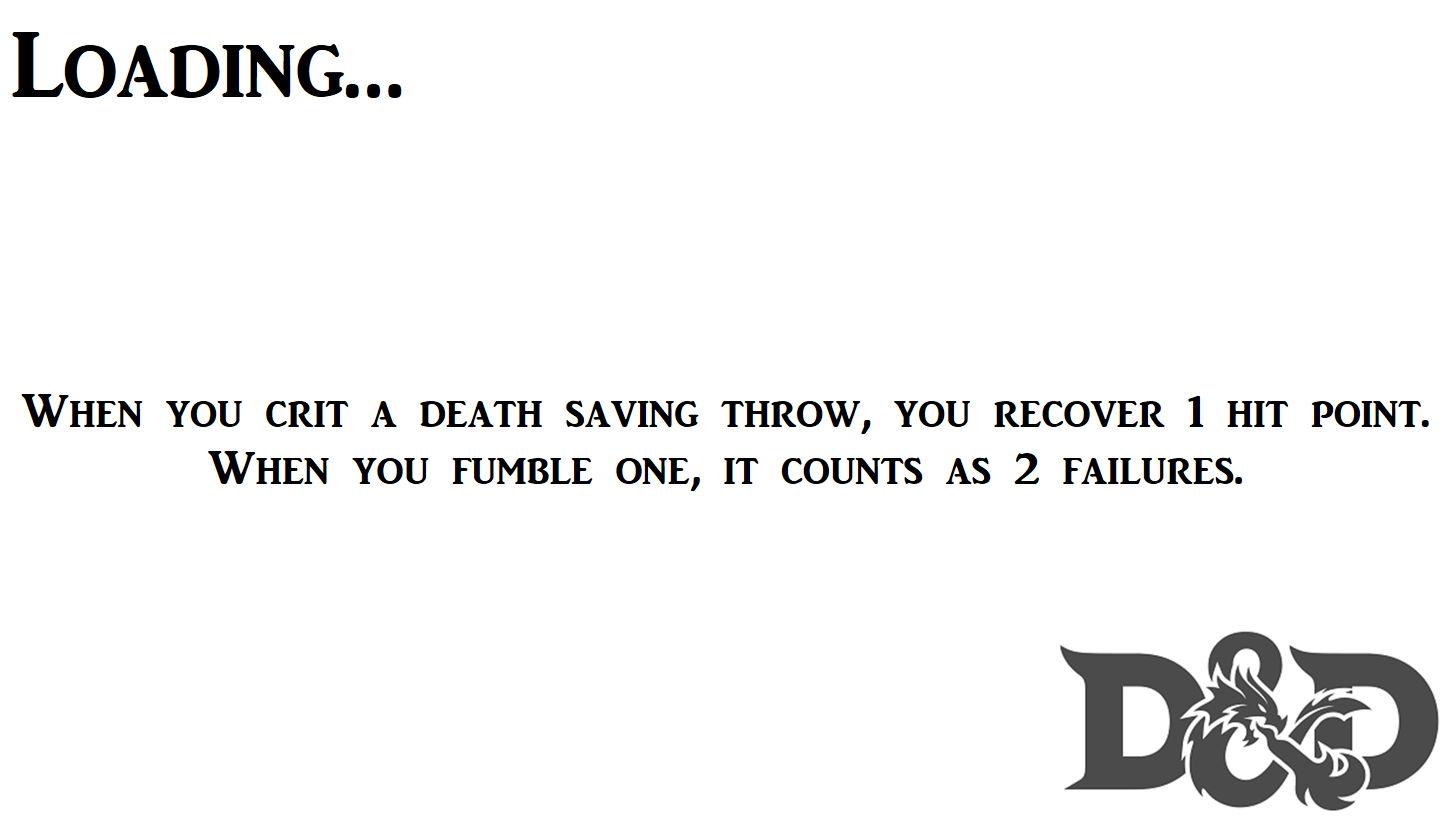 Loading...
When you crit a death saving throw, you recover 1 hit point.
When you fumble one, it counts as 2 failures.
D&D